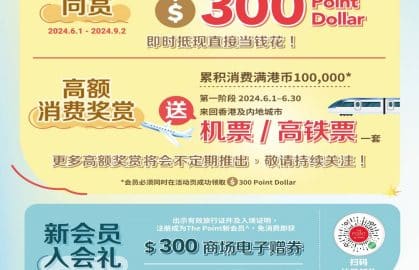 同赏
2024.6.1 - 2024.9.2
$ 300 Point Dollar
即时抵现直接当钱花！
高额
消费奖赏
送
累积消费满港币100,000*
第一阶段 2024.6.1–6.30
来回香港及内地城市
机票 / 高铁票 一套
更多高额奖赏将会不定期推出，敬请持续关注！
*会员必须同时在活动页成功领取 $ 300 Point Dollar
新会员
入会礼
出示有效旅行证件及入境证明，
注册成为The Point新会员^，免消费即获
$300 商场电子赠券
扫码